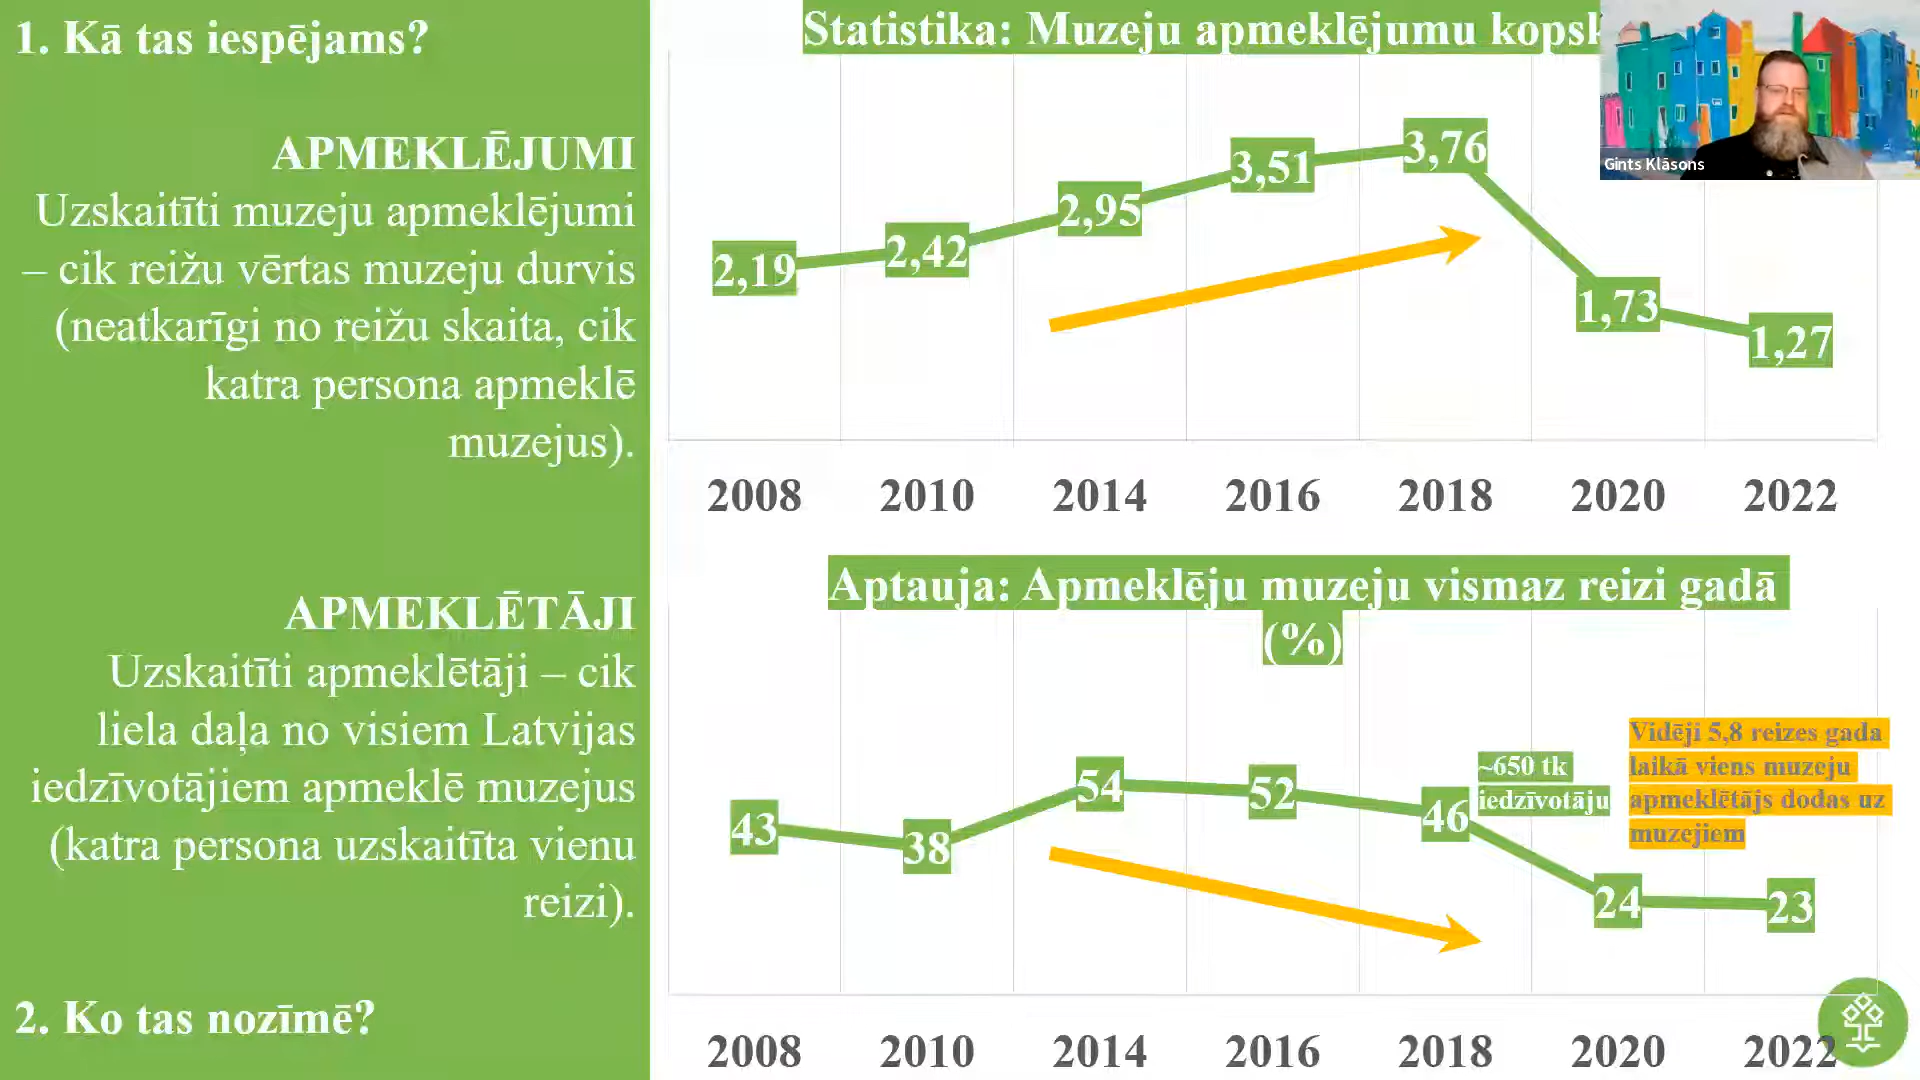 1. Kā tas iespējams?
APMEKLĒJUMI
Uzskaitīti muzeju apmeklējumi
– cik reižu vērtas muzeju durvis
(neatkarīgi no reižu skaita, cik
katra persona apmeklē
muzejus).
APMEKLĒTĀJI
Uzskaitīti apmeklētāji – cik
liela daļa no visiem Latvijas
iedzīvotājiem apmeklē muzejus
(katra persona uzskaitīta vienu
reizi).
2. Ko tas nozīmē?
Statistika: Muzeju apmeklējumu
2,19
2,42
2,95
3,51
3,76
1,73
1,27
2008 2010 2014 2016 2018 2020 2022
Gints Klāsons
Aptauja: Apmeklēju muzeju vismaz reizi gadā
(%)
43
38
54
52
46
24
23
~650 tk
iedzīvotāju
Vidēji 5,8 reizes gada
laikā viens muzeju
apmeklētājs dodas uz
muzejiem
2008 2010 2014 2016 2018 2020 2022